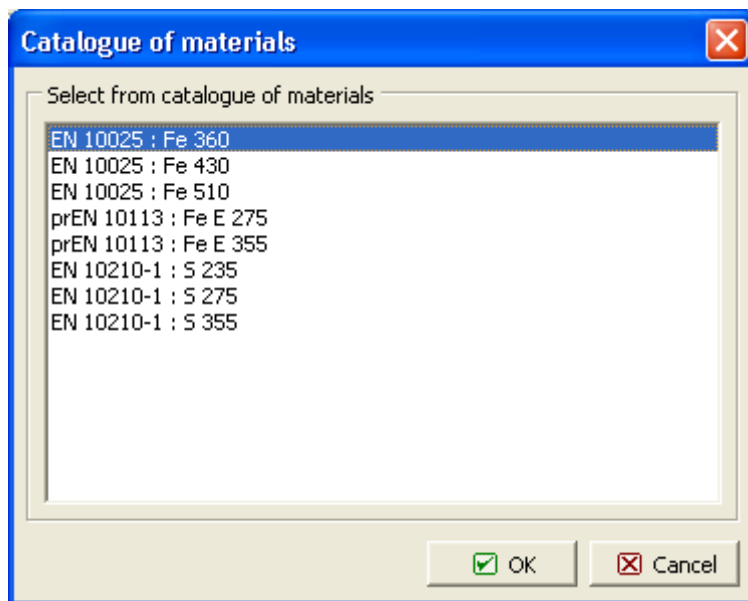 Catalogue of materials
Select from catalogue of materials
EN 10025 : Fe 360
EN 10025 : Fe 430
EN 10025 : Fe 510
prEN 10113 : Fe E 275
prEN 10113 : Fe E 355
EN 10210-1 : S 235
EN 10210-1 : S 275
EN 10210-1 : S 355
OK
Cancel